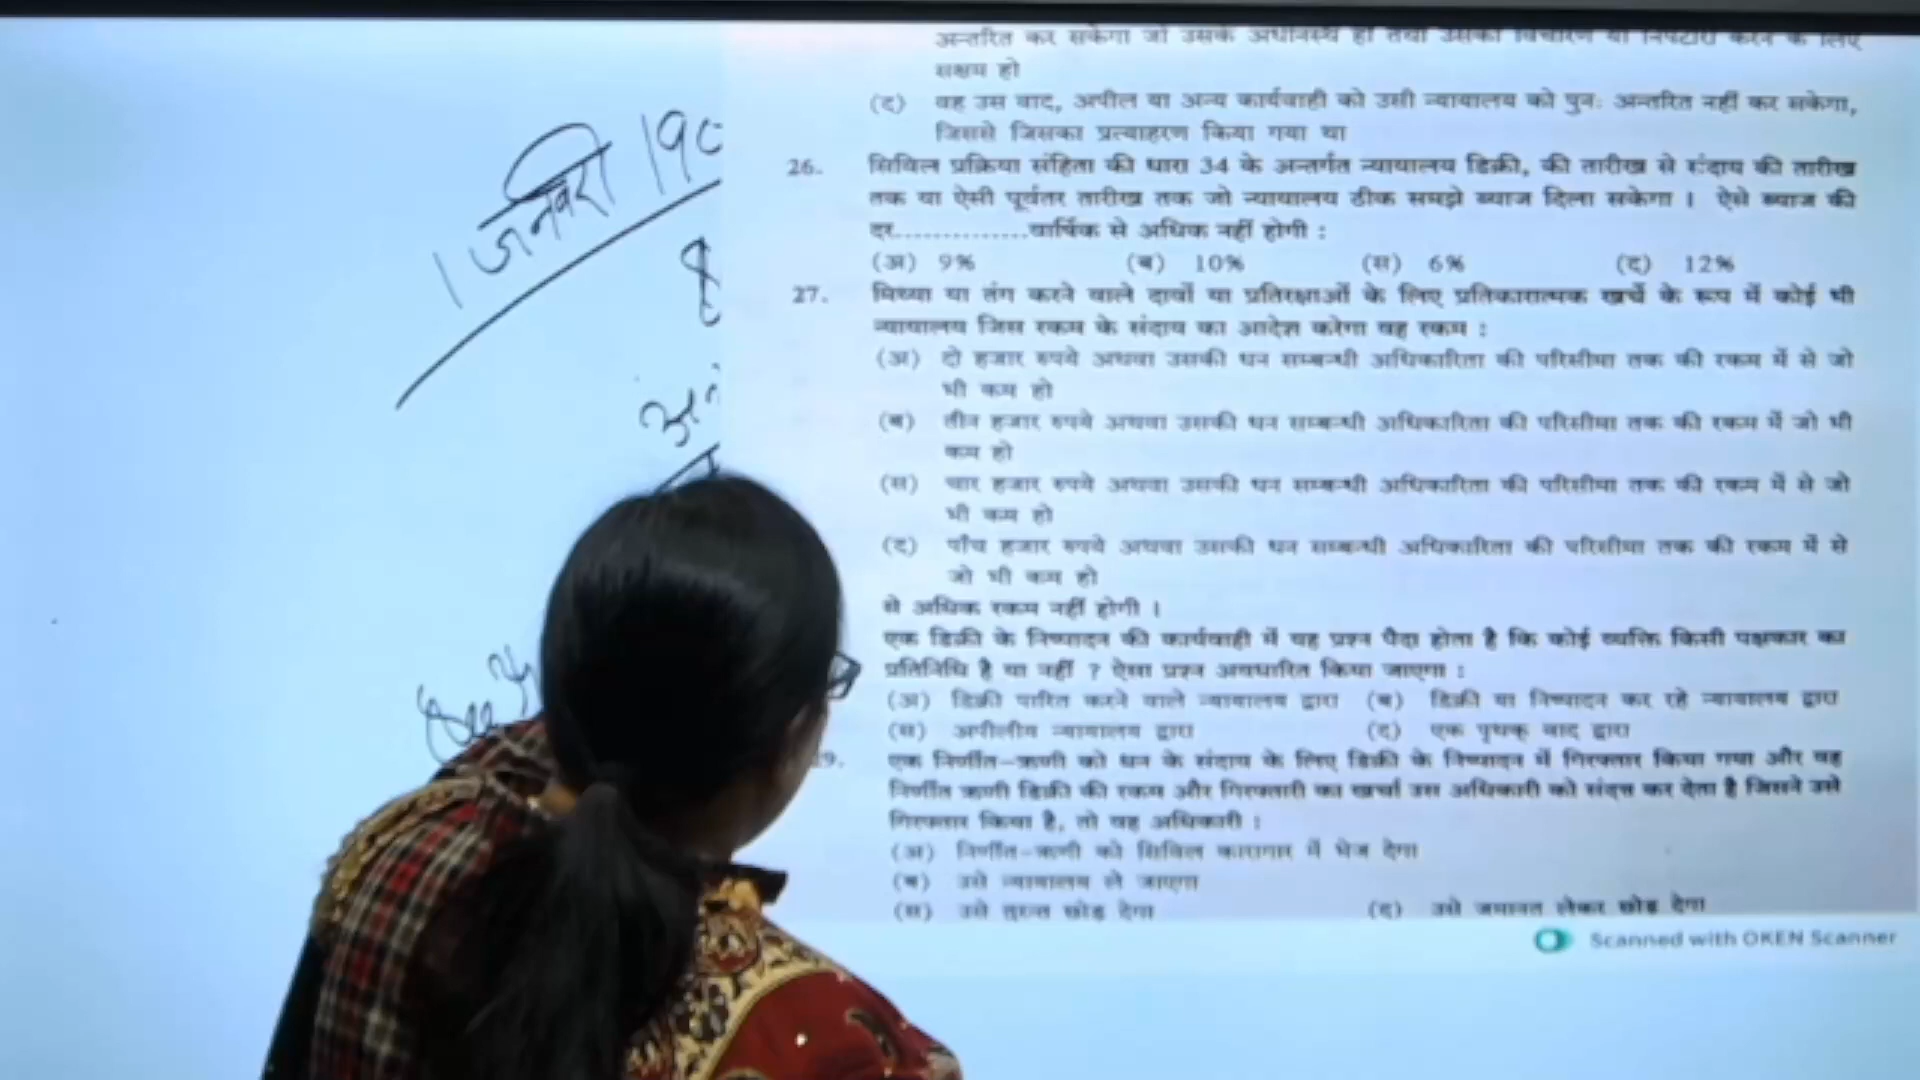 अन्तरित कर सकेगा जो उसके अधीनस्थ हो तथा उसका विचारण या निपटारा करने के लिए
सक्षम हो
(द) वह उस वाद, अपील या अन्य कार्यवाही को उसी न्यायालय को पुनः अन्तरित नहीं कर सकेगा,
जिससे जिसका प्रत्याहरण किया गया था
26. सिविल प्रक्रिया संहिता की धारा 34 के अन्तर्गत न्यायालय डिक्री, की तारीख से संदाय की तारीख
तक या ऐसी पूर्वतर तारीख तक जो न्यायालय ठीक समझे ब्याज दिला सकेगा । ऐसे ब्याज की
दर..............वार्षिक से अधिक नहीं होगी :
(अ) 9% (ब) 10% (स) 6% (द) 12%
27. मिथ्या या तंग करने वाले दावों या प्रतिरक्षाओं के लिए प्रतिकारात्मक खर्चे के रूप में कोई भी
न्यायालय जिस रकम के संदाय का आदेश करेगा वह रकम :
(अ) दो हजार रुपये अथवा उसकी धन सम्बन्धी अधिकारिता की परिसीमा तक की रकम में से जो
भी कम हो
(ब) तीन हजार रुपये अथवा उसकी धन सम्बन्धी अधिकारिता की परिसीमा तक की रकम में जो भी
कम हो
(स) चार हजार रुपये अथवा उसकी धन सम्बन्धी अधिकारिता की परिसीमा तक की रकम में से जो
भी कम हो
(द) पाँच हजार रुपये अथवा उसकी धन सम्बन्धी अधिकारिता की परिसीमा तक की रकम में से
जो भी कम हो
से अधिक रकम नहीं होगी ।
एक डिक्री के निष्पादन की कार्यवाही में यह प्रश्न पैदा होता है कि कोई व्यक्ति किसी पक्षकार का
प्रतिनिधि है या नहीं ? ऐसा प्रश्न अवधारित किया जाएगा :
(अ) डिक्री पारित करने वाले न्यायालय द्वारा (ब) डिक्री या निष्पादन कर रहे न्यायालय द्वारा
(स) अपीलीय न्यायालय द्वारा (द) एक पृथक् वाद द्वारा
29. एक निर्णीत-ऋणी को धन के संदाय के लिए डिक्री के निष्पादन में गिरफ्तार किया गया और वह
निर्णीत ऋणी डिक्री की रकम और गिरफ्तारी का खर्चा उस अधिकारी को संदत्त कर देता है जिसने उसे
गिरफ्तार किया है, तो वह अधिकारी :
(अ) निर्णीत-ऋणी को सिविल कारागार में भेज देगा
(ब) उसे न्यायालय ले जाएगा
(स) उसे तुरन्त छोड़ देगा (द) उसे जमानत लेकर छोड़ देगा
Scanned with OKEN Scanner
1 जनवरी 190